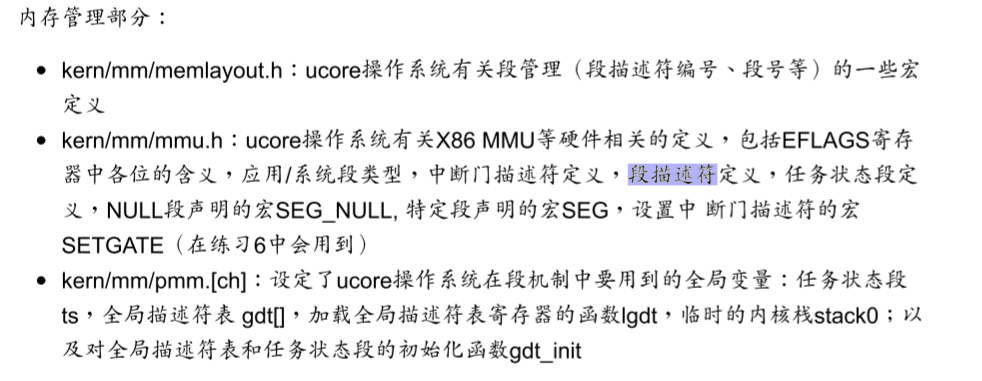 内存管理部分：
• kern/mm/memlayout.h：ucore操作系统有关段管理（段描述符编号、段号等）的一些宏
定义
• kern/mm/mmu.h：ucore操作系统有关X86 MMU等硬件相关的定义，包括EFLAGS寄存
器中各位的含义，应用/系统段类型，中断门描述符定义，段描述符定义，任务状态段定
义，NULL段声明的宏SEG_NULL, 特定段声明的宏SEG，设置中 断门描述符的宏
SETGATE（在练习6中会用到）
• kern/mm/pmm.[ch]：设定了ucore操作系统在段机制中要用到的全局变量：任务状态段
ts，全局描述符表 gdt[]，加载全局描述符表寄存器的函数lgdt，临时的内核栈stack0；以
及对全局描述符表和任务状态段的初始化函数gdt_init